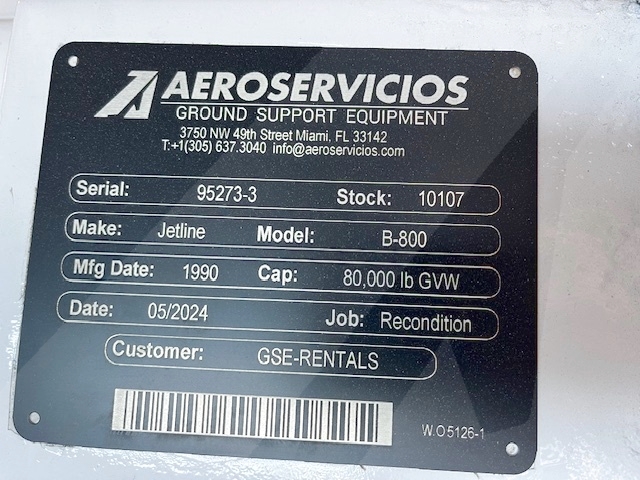 AEROSERVICIOS
GROUND SUPPORT EQUIPMENT
3750 NW 49th Street Miami, FL 33142
T:+1(305) 637.3040 info@aeroservicios.com
Serial: 95273-3 Stock: 10107
Make: Jetline Model: B-800
Mfg Date: 1990 Cap: 80,000 lb GVW
Date: 05/2024 Job: Recondition
Customer: GSE-RENTALS
W.O5126-1